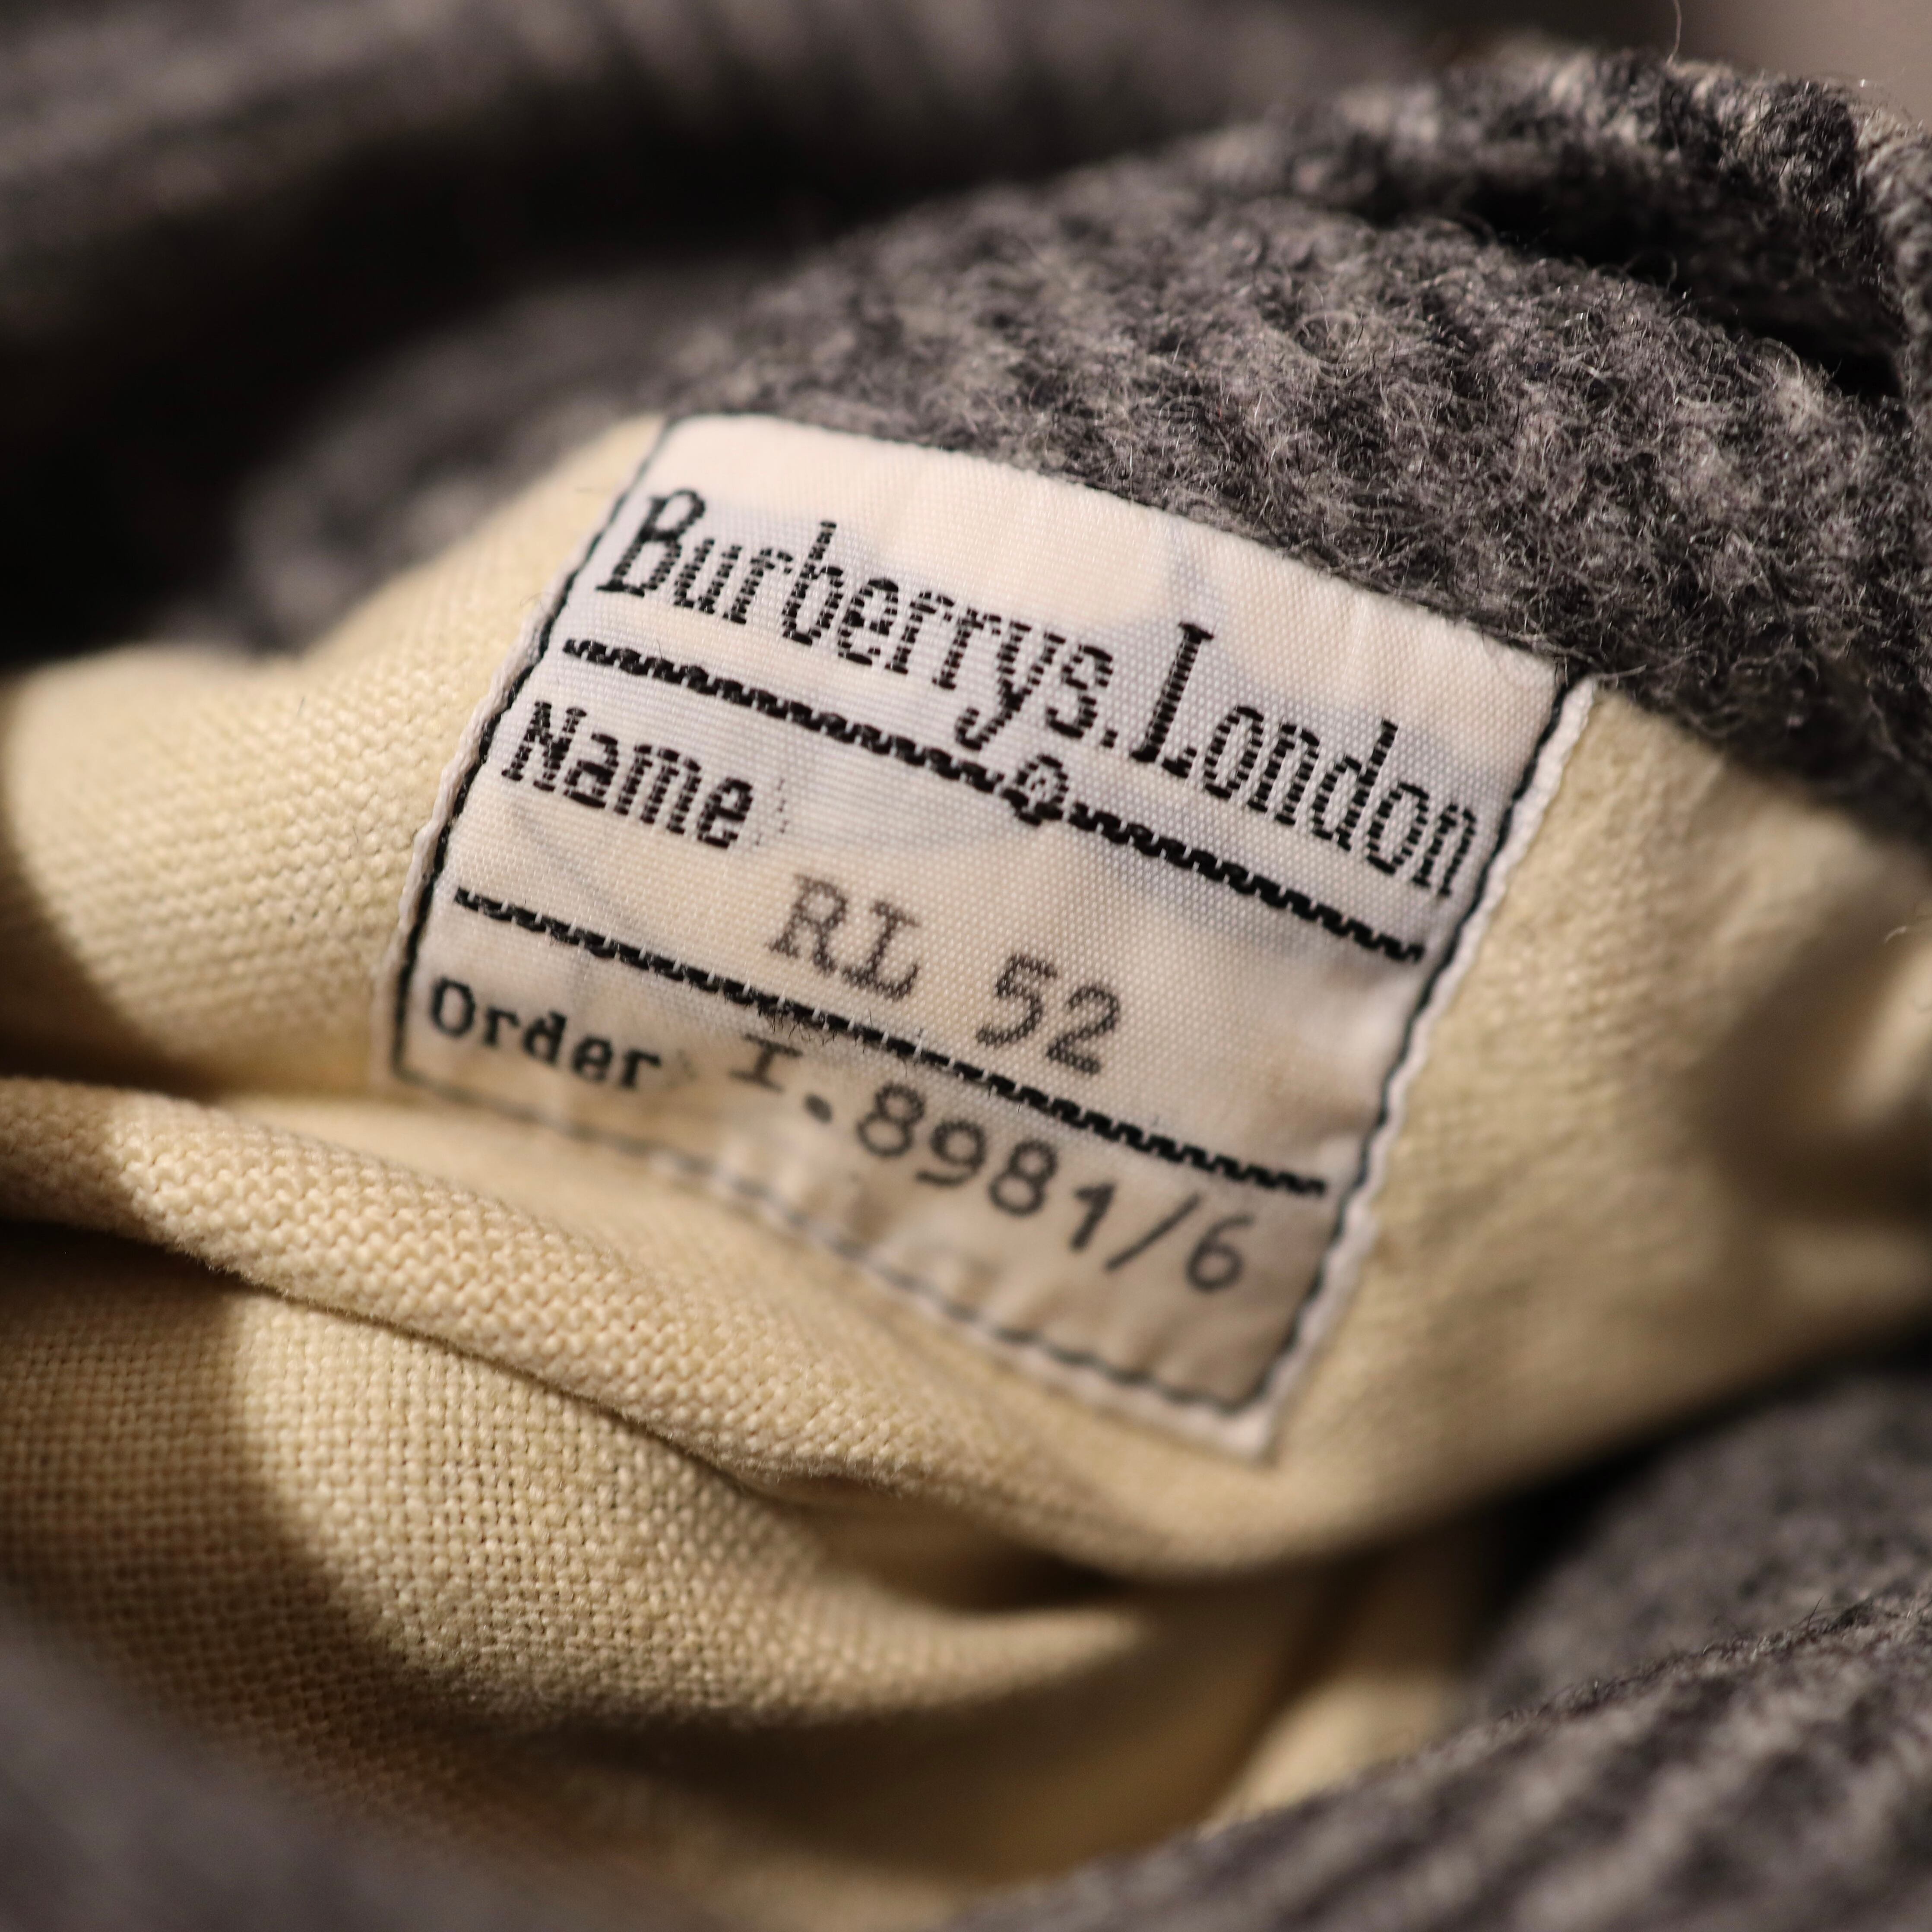 Burberrys.London
Name
RL 52
Order I.8981/6